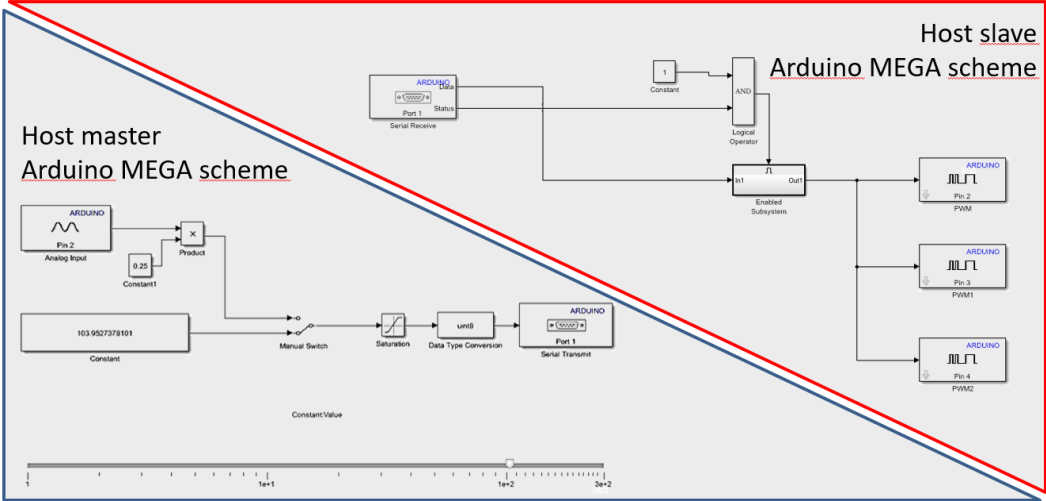 Host slave
Arduino MEGA scheme
ARDUINO
Data
Status
Port 1
Serial Receive
1
Constant
AND
Logical
Operator
In1
Out1
Enabled
Subsystem
ARDUINO
Pin 2
PWM
ARDUINO
Pin 3
PWM1
ARDUINO
Pin 4
PWM2
Host master
Arduino MEGA scheme
ARDUINO
Pin 2
Analog Input
×
Product
0.25
Constant1
103.9527378101
Constant
Manual Switch
Saturation
uint8
Data Type Conversion
ARDUINO
Port 1
Serial Transmit
Constant:Value
1
1e+1
1e+2
3e+2